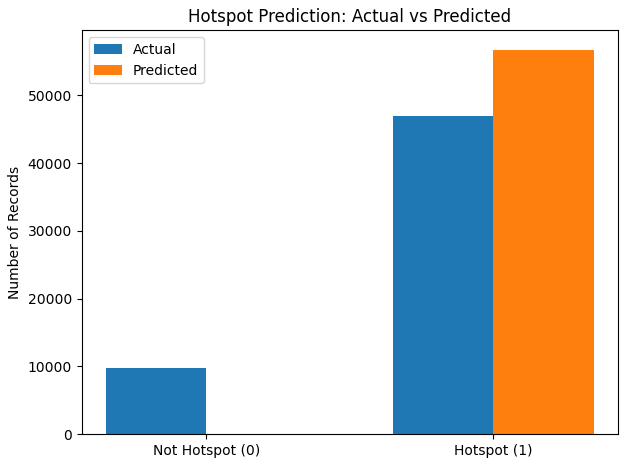 Hotspot Prediction: Actual vs Predicted
Actual
Predicted
Number of Records
50000
40000
30000
20000
10000
0
Not Hotspot (0)
Hotspot (1)